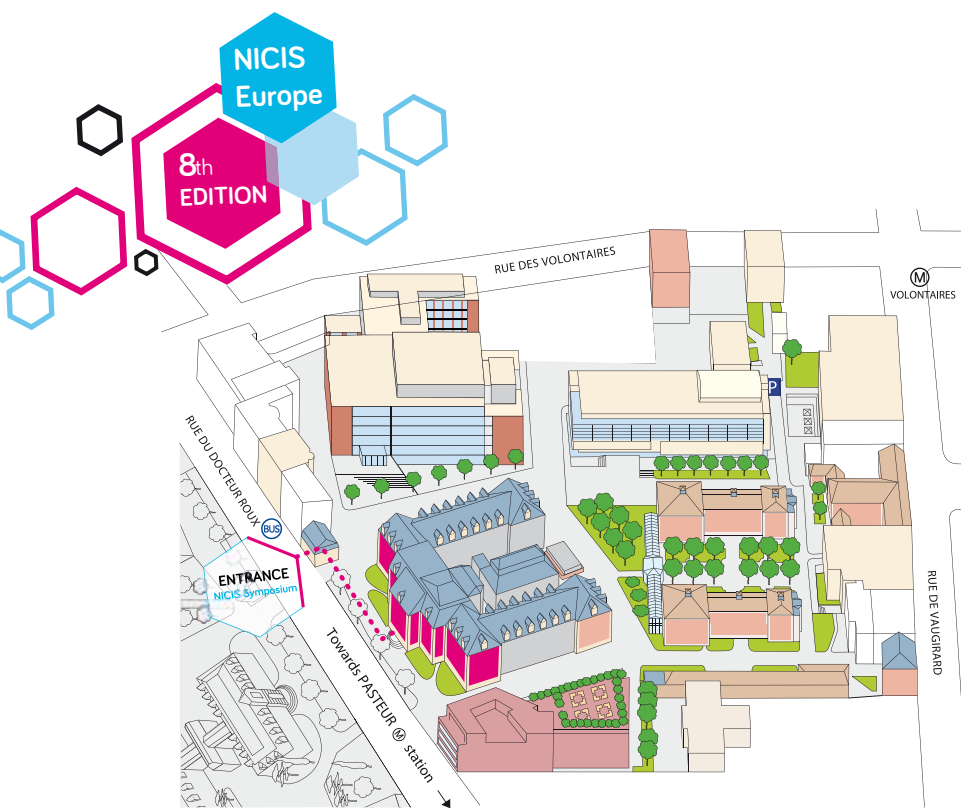 NICIS
Europe
8th
EDITION
RUE DES VOLONTAIRES
M
VOLONTAIRES
P
RUE DU DOCTEUR ROUX
BUS
ENTRANCE
NICIS Symposium
Towards PASTEUR M station
RUE DE VAUGIRARD